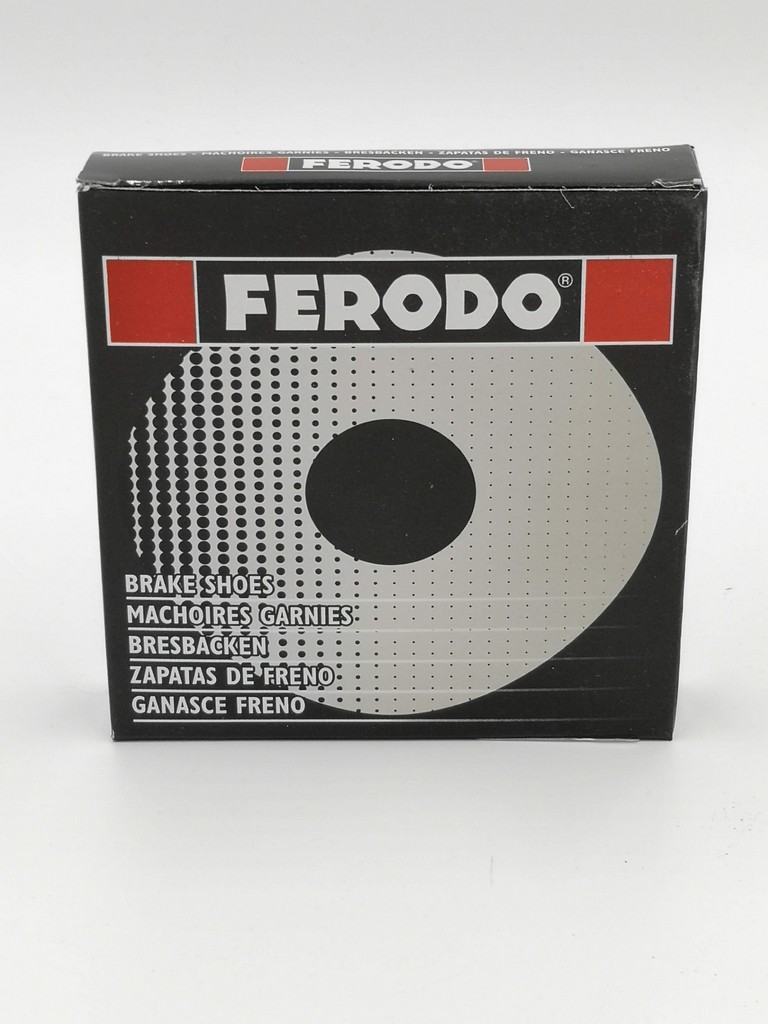 BRAKE SHOES - MACHOIRES GARNIES - BRESBACKEN - ZAPATAS DE FRENO - GANASCE FRENO
FERODO
FERODO®
BRAKE SHOES
MACHOIRES GARNIES
BRESBACKEN
ZAPATAS DE FRENO
GANASCE FRENO